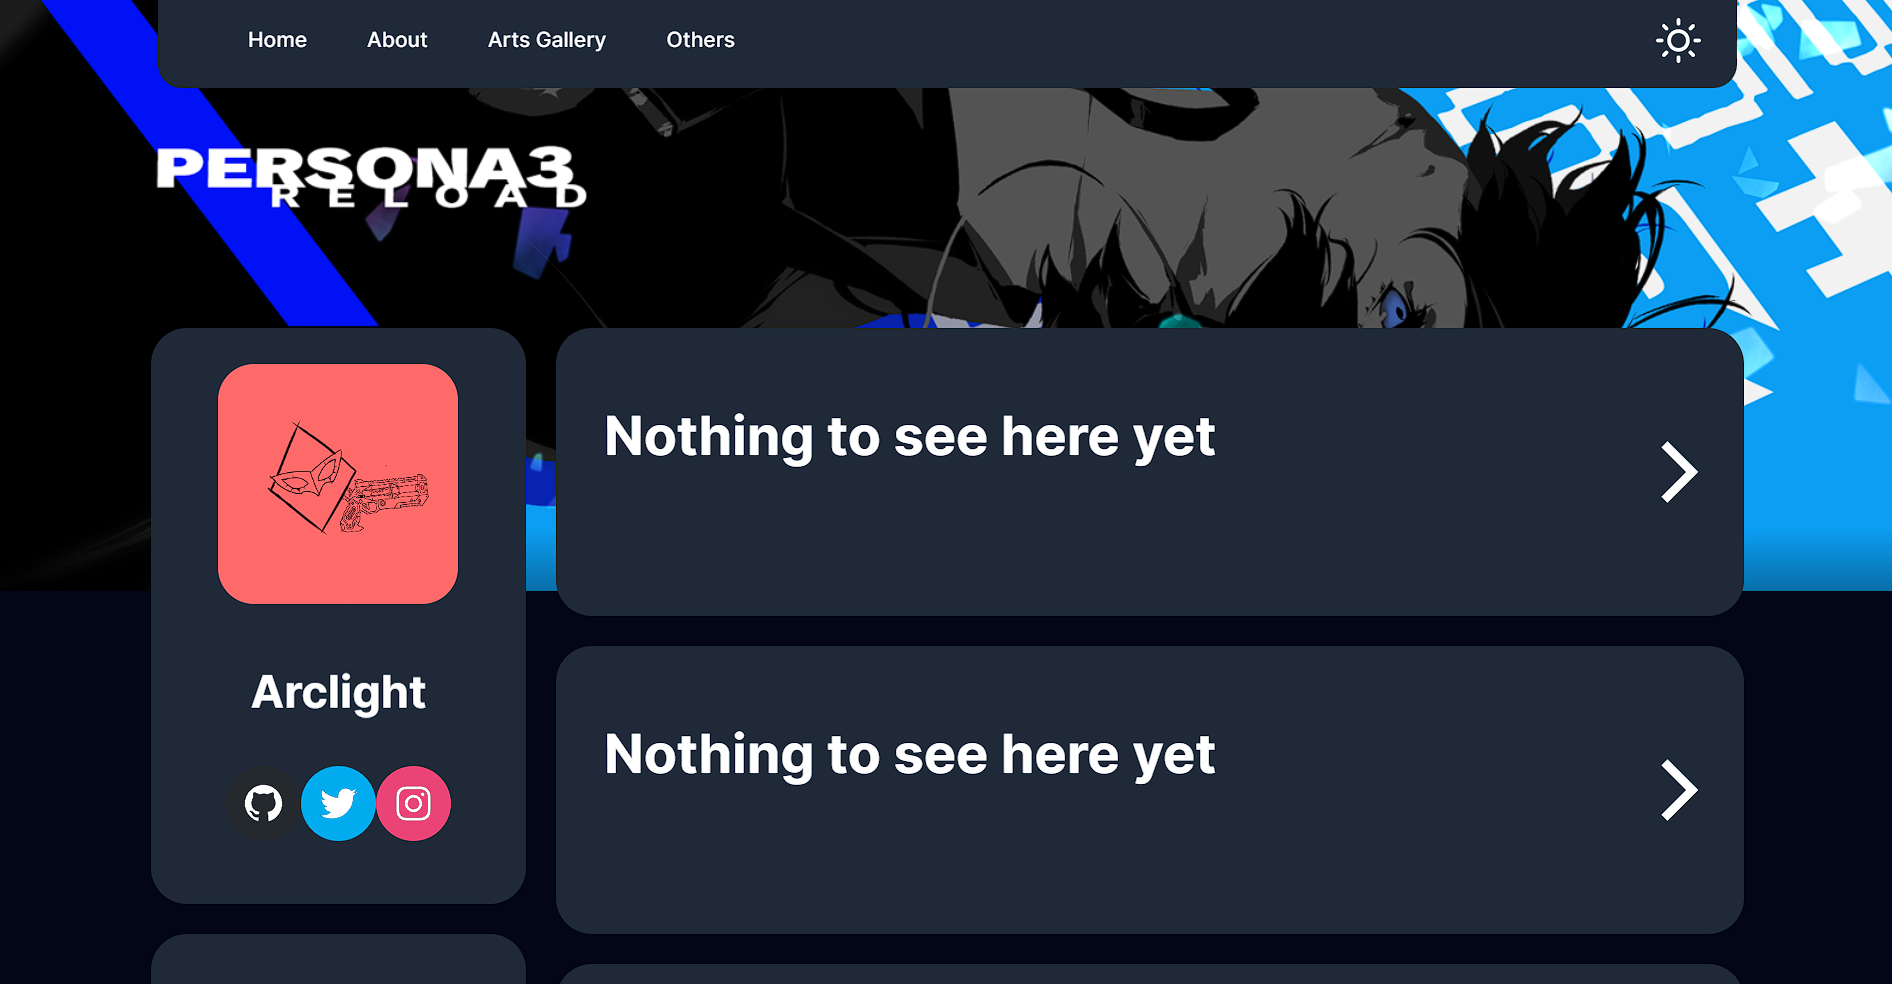 Home About Arts Gallery Others
PERSONA3
RELOAD
Nothing to see here yet
Arclight
Nothing to see here yet